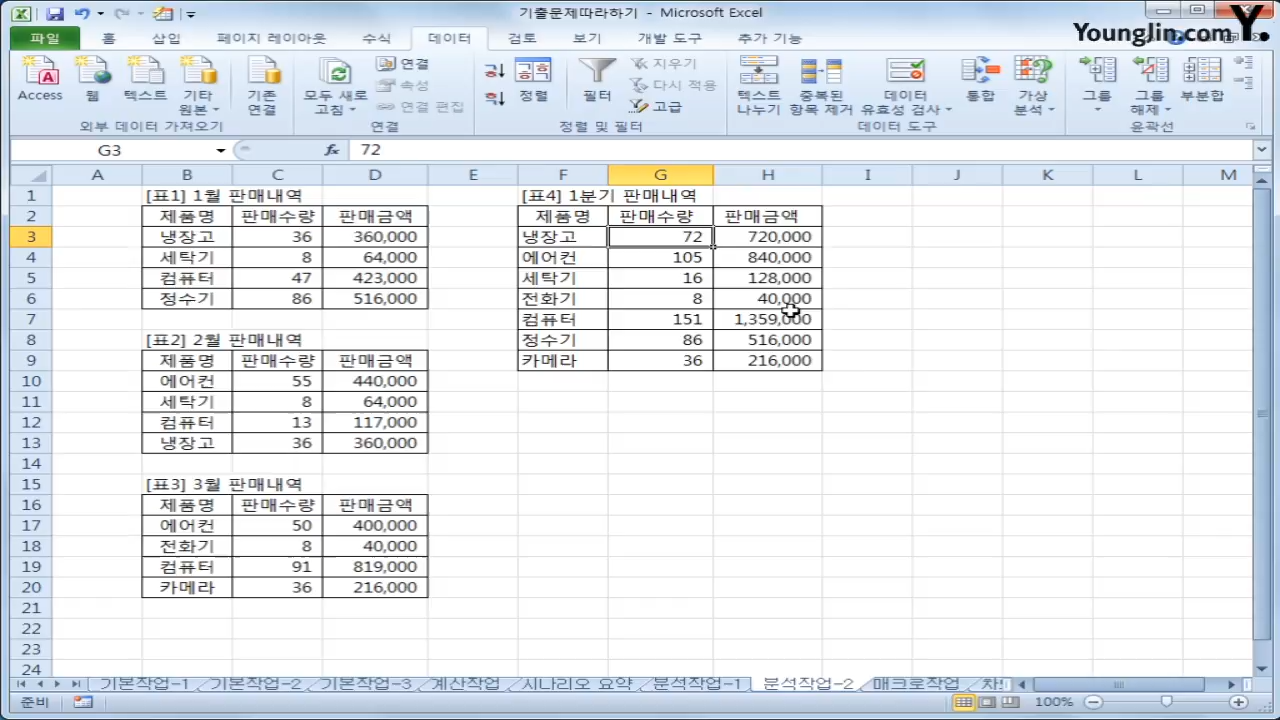 기출문제따라하기 - Microsoft Excel
Younglin.com Y.
파일 홈 삽입 페이지 레이아웃 수식 데이터 검토 보기 개발 도구 추가 기능
Access 웹 텍스트 기타 원본 기존 연결 모두 새로 고침 연결 속성 연결 편집 정렬 필터 지우기 다시 적용 고급 텍스트 나누기 중복된 항목 제거 데이터 유효성 검사 통합 가상 분석 그룹 그룹 해제 부분합
외부 데이터 가져오기 연결 정렬 및 필터 데이터 도구 윤곽선
G3 fx 72
A B C D E F G H I J K L M
1 [표1] 1월 판매내역 [표4] 1분기 판매내역
2 제품명 판매수량 판매금액 제품명 판매수량 판매금액
3 냉장고 36 360,000 냉장고 72 720,000
4 세탁기 8 64,000 에어컨 105 840,000
5 컴퓨터 47 423,000 세탁기 16 128,000
6 정수기 86 516,000 전화기 8 40,000
7 컴퓨터 151 1,359,000
8 [표2] 2월 판매내역 정수기 86 516,000
9 제품명 판매수량 판매금액 카메라 36 216,000
10 에어컨 55 440,000
11 세탁기 8 64,000
12 컴퓨터 13 117,000
13 냉장고 36 360,000
14
15 [표3] 3월 판매내역
16 제품명 판매수량 판매금액
17 에어컨 50 400,000
18 전화기 8 40,000
19 컴퓨터 91 819,000
20 카메라 36 216,000
21
22
23
24
기본작업-1 기본작업-2 기본작업-3 계산작업 시나리오 요약 분석작업-1 분석작업-2 매크로작업
준비 100%